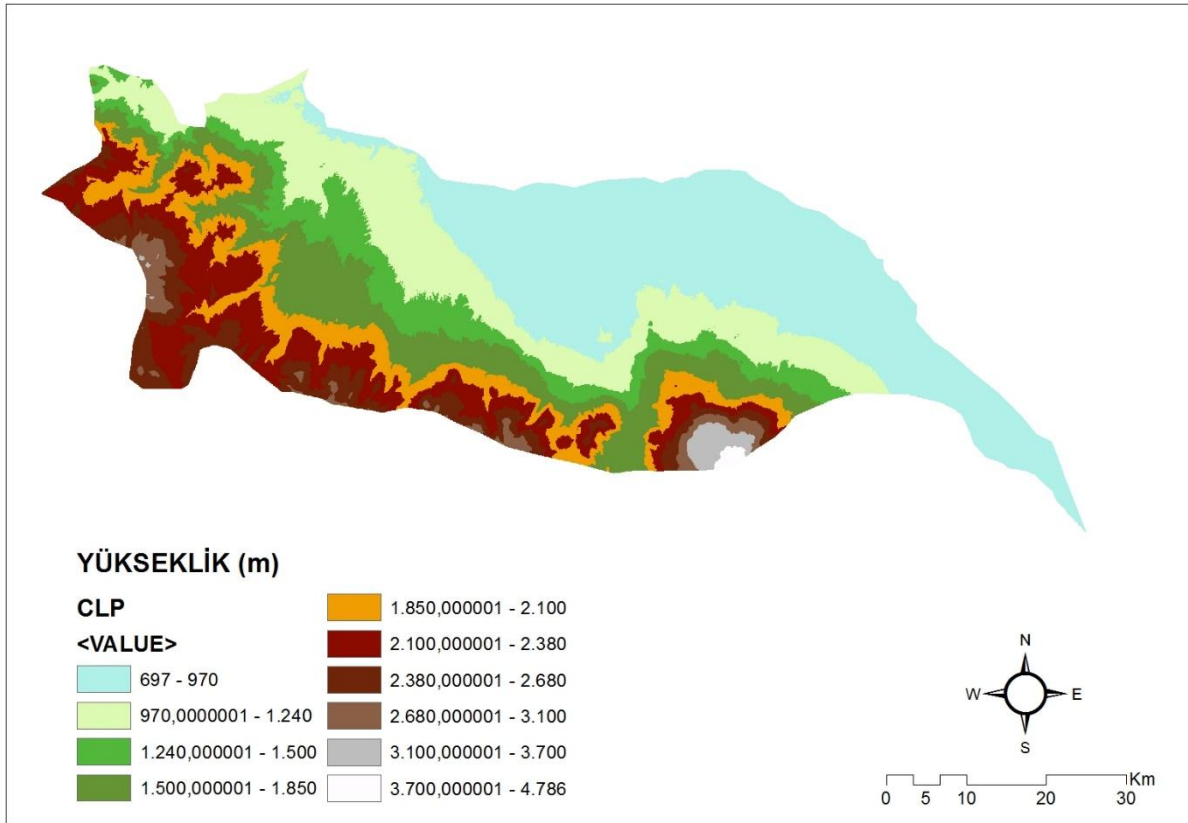 YÜKSEKLİK (m)
CLP
<VALUE>
697 - 970
970,0000001 - 1.240
1.240,000001 - 1.500
1.500,000001 - 1.850
1.850,000001 - 2.100
2.100,000001 - 2.380
2.380,000001 - 2.680
2.680,000001 - 3.100
3.100,000001 - 3.700
3.700,000001 - 4.786
N
W E
S
Km
0 5 10 20 30